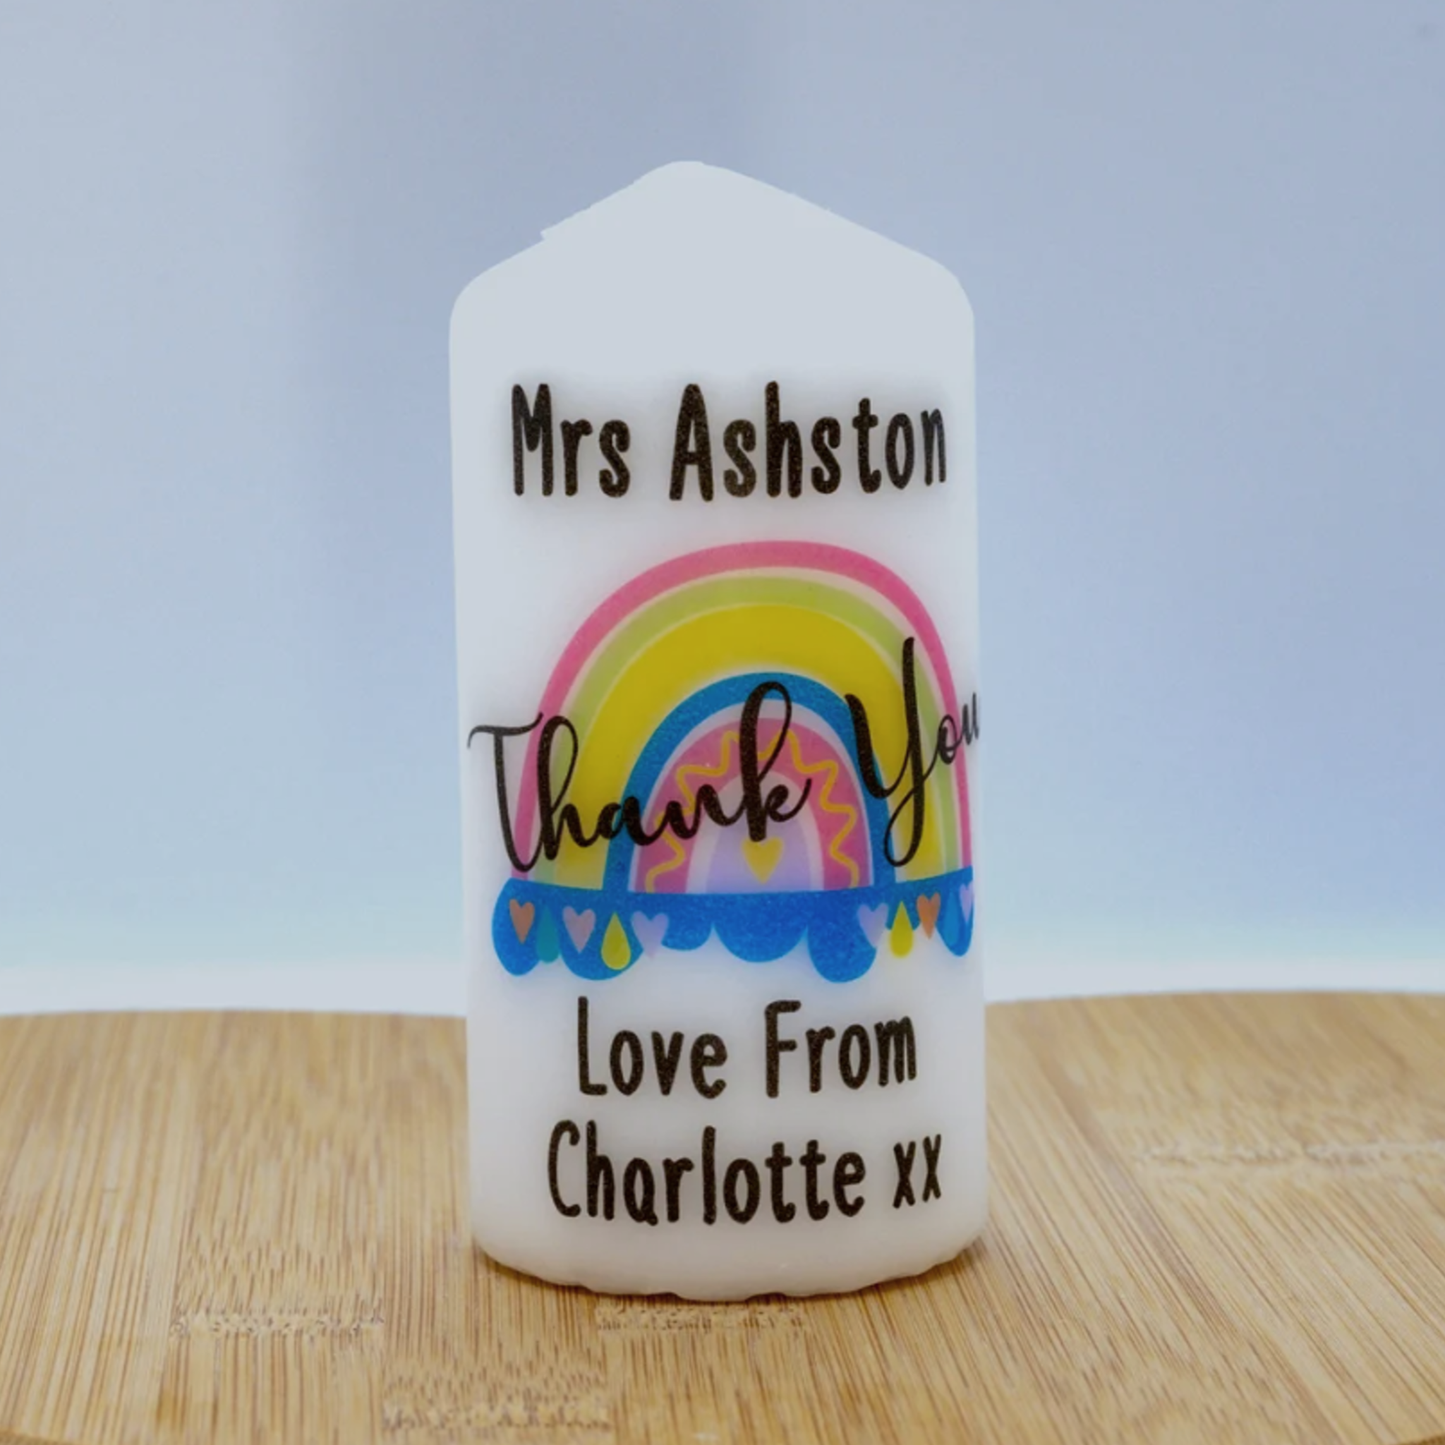 Mrs Ashston
Thank You
Love From
Charlotte xx